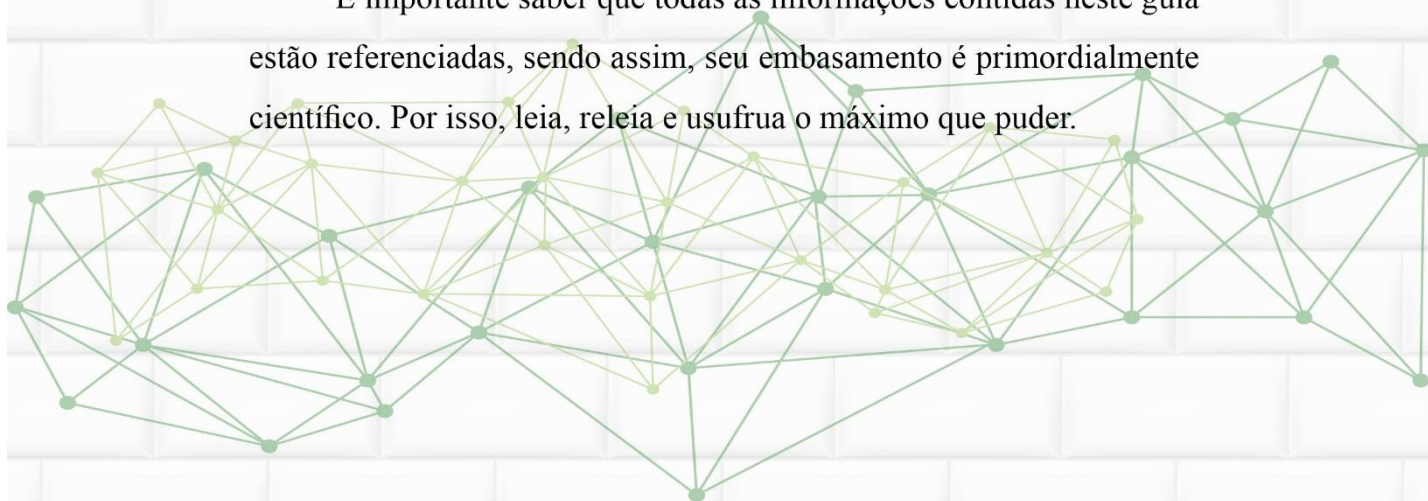 É importante saber que todas as informações contidas neste guia
estão referenciadas, sendo assim, seu embasamento é primordialmente
científico. Por isso, leia, releia e usufrua o máximo que puder.